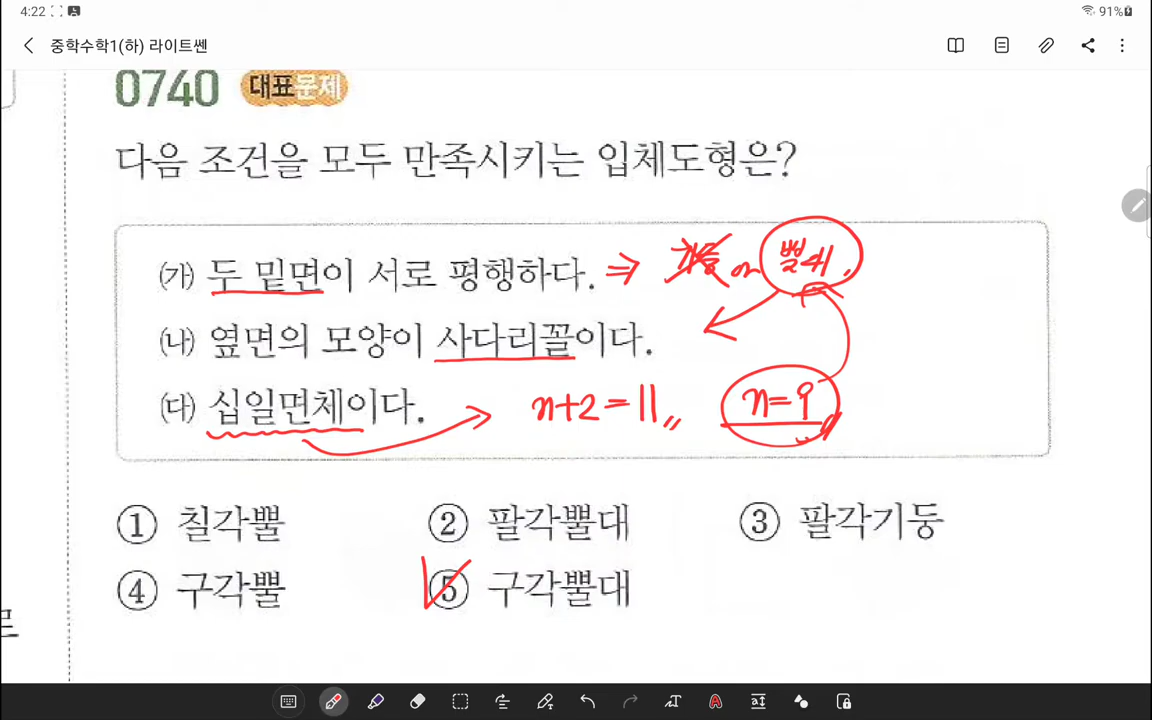 4:22
91%
중학수학1(하) 라이트쎈
0740 대표문제
다음 조건을 모두 만족시키는 입체도형은?
㈎ 두 밑면이 서로 평행하다. ⇒ 기둥 or 뿔대.
㈏ 옆면의 모양이 사다리꼴이다.
㈐ 십일면체이다. → n+2=11,, n=9
① 칠각뿔 ② 팔각뿔대 ③ 팔각기둥
④ 구각뿔 ⑤ 구각뿔대